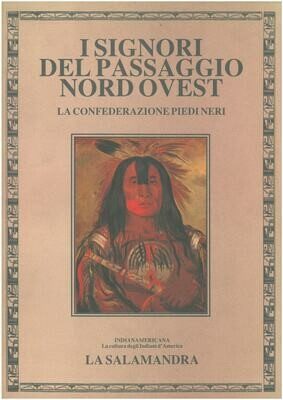 I SIGNORI
DEL PASSAGGIO
NORD OVEST
LA CONFEDERAZIONE PIEDI NERI
INDIANAMERICANA
La cultura degli Indiani d'America
LA SALAMANDRA